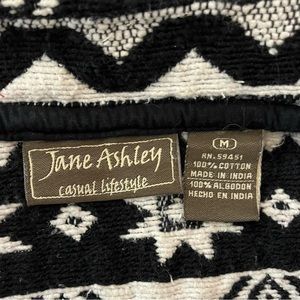 Jane Ashley
casual lifestyle
M
RN. 59451
100% COTTON
MADE IN INDIA
100% ALGODON
HECHO EN INDIA